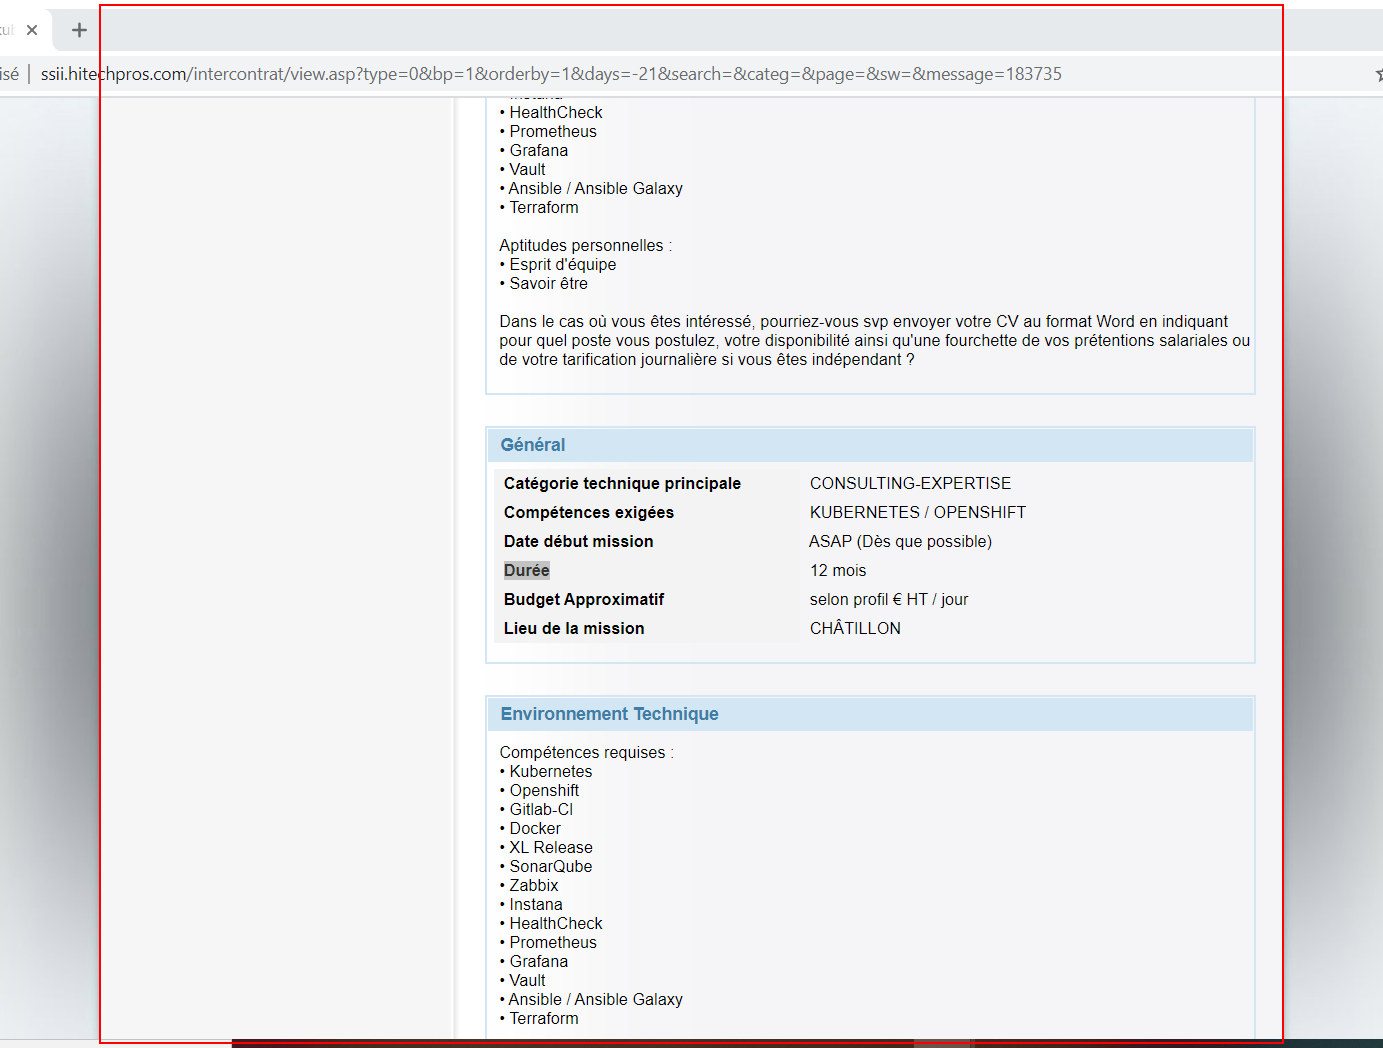 isé | ssii.hitechpros.com/intercontrat/view.asp?type=0&bp=1&orderby=1&days=-21&search=&categ=&page=&sw=&message=183735
• HealthCheck
• Prometheus
• Grafana
• Vault
• Ansible / Ansible Galaxy
• Terraform
Aptitudes personnelles :
• Esprit d'équipe
• Savoir être
Dans le cas où vous êtes intéressé, pourriez-vous svp envoyer votre CV au format Word en indiquant
pour quel poste vous postulez, votre disponibilité ainsi qu'une fourchette de vos prétentions salariales ou
de votre tarification journalière si vous êtes indépendant ?
Général
Catégorie technique principale CONSULTING-EXPERTISE
Compétences exigées KUBERNETES / OPENSHIFT
Date début mission ASAP (Dès que possible)
Durée 12 mois
Budget Approximatif selon profil € HT / jour
Lieu de la mission CHÂTILLON
Environnement Technique
Compétences requises :
• Kubernetes
• Openshift
• Gitlab-CI
• Docker
• XL Release
• SonarQube
• Zabbix
• Instana
• HealthCheck
• Prometheus
• Grafana
• Vault
• Ansible / Ansible Galaxy
• Terraform